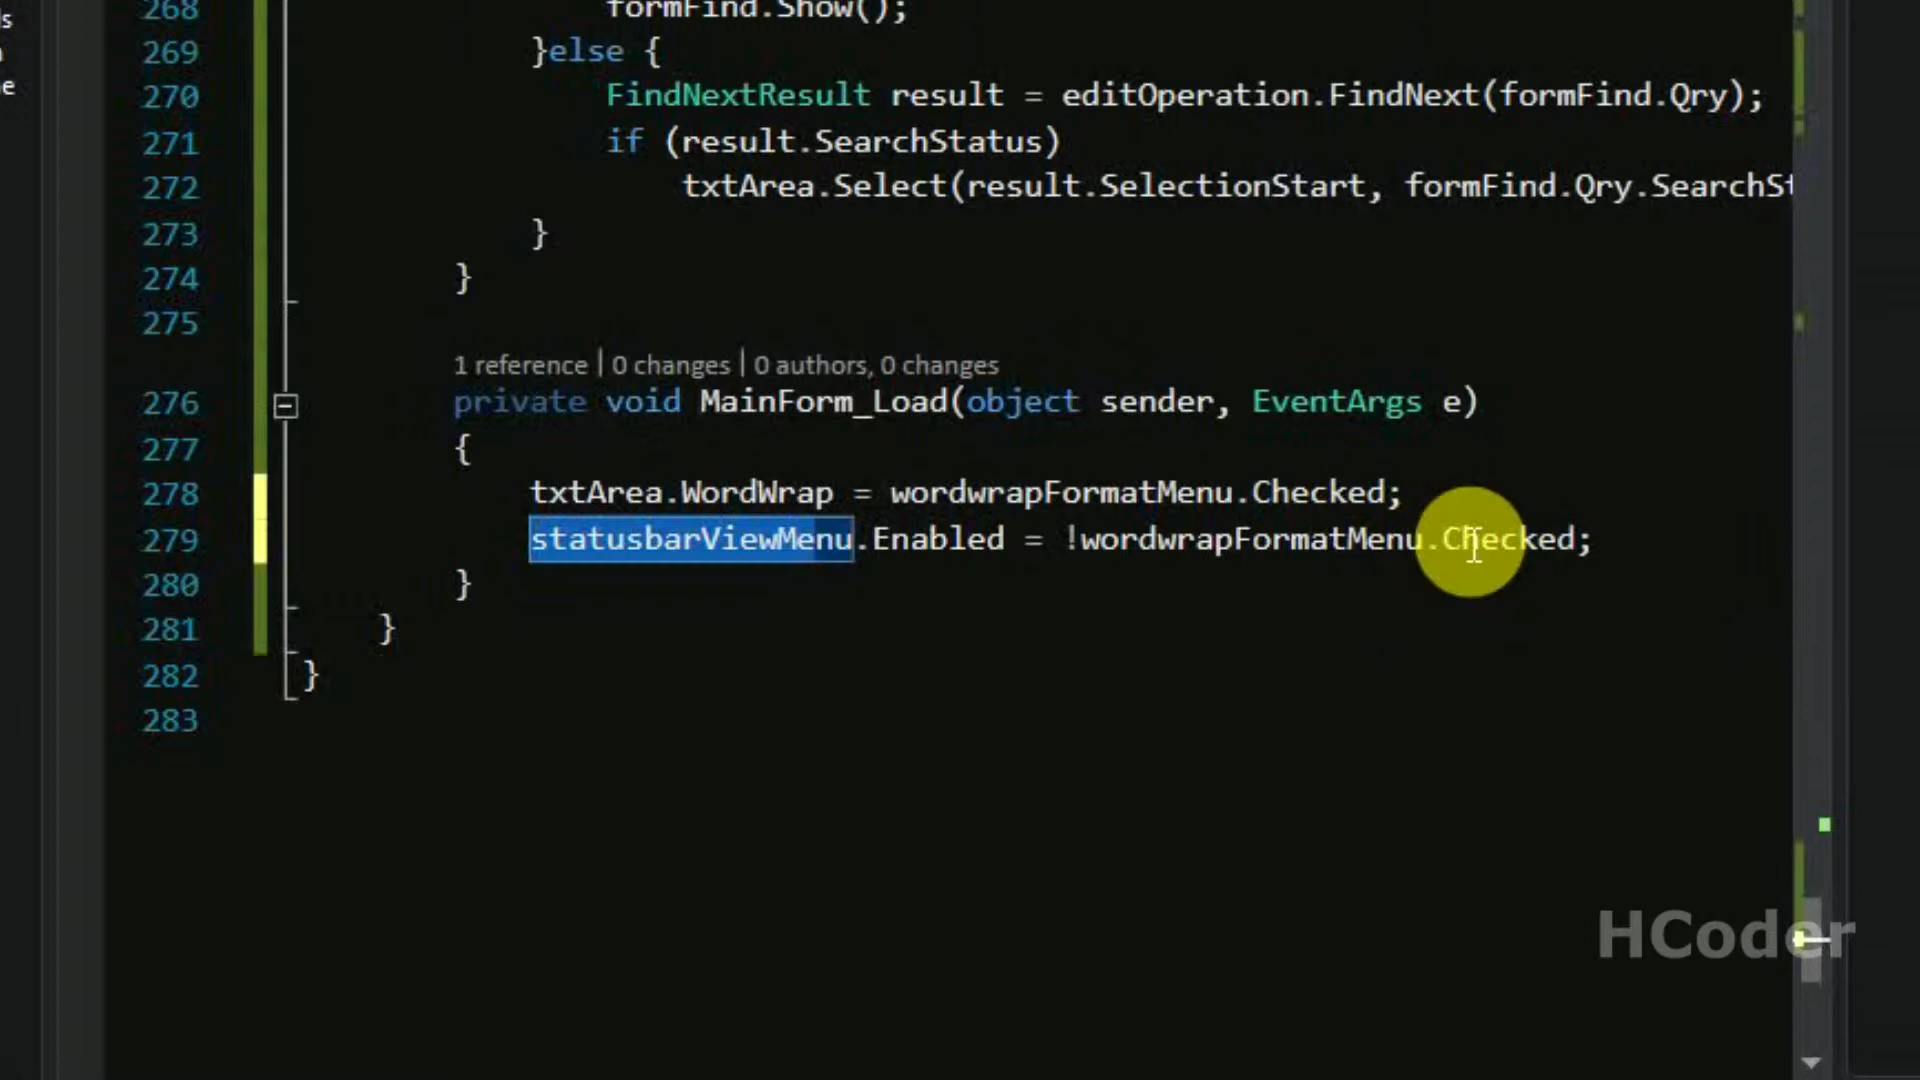 268 formFind.Show();
269 }else {
270 FindNextResult result = editOperation.FindNext(formFind.Qry);
271 if (result.SearchStatus)
272 txtArea.Select(result.SelectionStart, formFind.Qry.SearchSt
273 }
274 }
275
1 reference | 0 changes | 0 authors, 0 changes
276 private void MainForm_Load(object sender, EventArgs e)
277 {
278 txtArea.WordWrap = wordwrapFormatMenu.Checked;
279 statusbarViewMenu.Enabled = !wordwrapFormatMenu.Checked;
280 }
281 }
282 }
283
HCoder